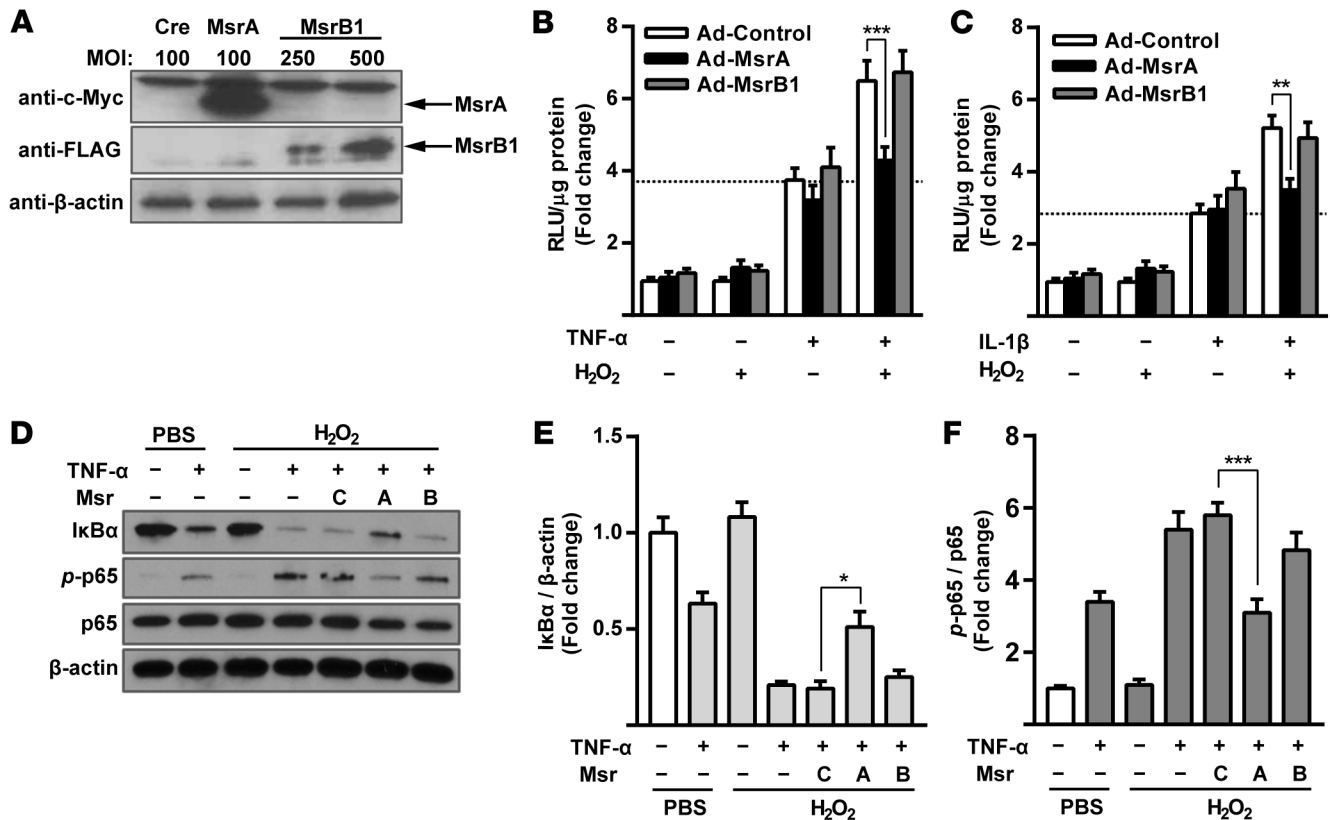 A
Cre MsrA MsrB1
MOI: 100 100 250 500
anti-c-Myc
MsrA
anti-FLAG
MsrB1
anti-β-actin
B
Ad-Control
Ad-MsrA
Ad-MsrB1
***
RLU/μg protein
(Fold change)
8
6
4
2
TNF-α – – + +
H₂O₂ – + – +
C
Ad-Control
Ad-MsrA
Ad-MsrB1
**
RLU/μg protein
(Fold change)
8
6
4
2
IL-1β – – + +
H₂O₂ – + – +
D
PBS H₂O₂
TNF-α – + – + + + +
Msr – – – – C A B
IκBα
p-p65
p65
β-actin
E
IκBα / β-actin
(Fold change)
1.5
1.0
0.5
*
TNF-α – + – + + + +
Msr – – – – C A B
PBS H₂O₂
F
p-p65 / p65
(Fold change)
8
6
4
2
***
TNF-α – + – + + + +
Msr – – – – C A B
PBS H₂O₂